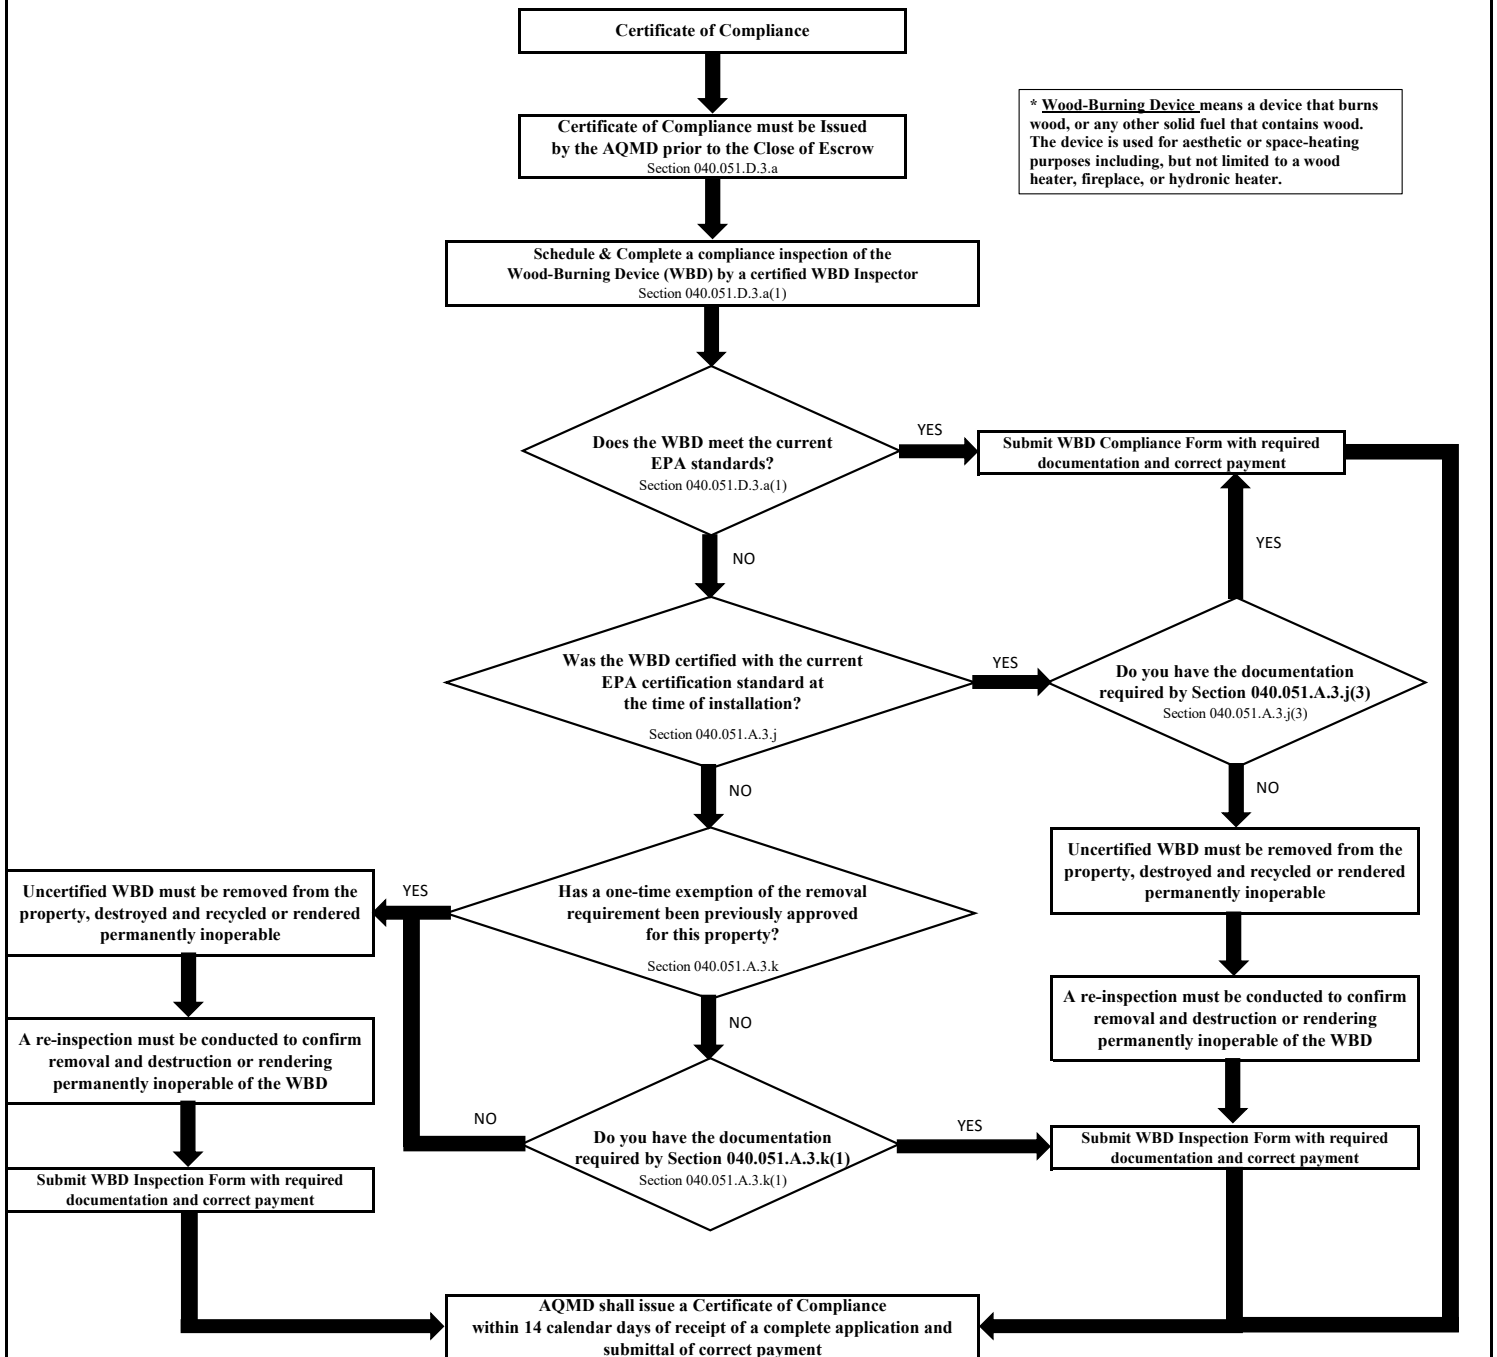 Certificate of Compliance
* Wood-Burning Device means a device that burns
wood, or any other solid fuel that contains wood.
The device is used for aesthetic or space-heating
purposes including, but not limited to a wood
heater, fireplace, or hydronic heater.
Certificate of Compliance must be Issued
by the AQMD prior to the Close of Escrow
Section 040.051.D.3.a
Schedule & Complete a compliance inspection of the
Wood-Burning Device (WBD) by a certified WBD Inspector
Section 040.051.D.3.a(1)
Does the WBD meet the current
EPA standards?
Section 040.051.D.3.a(1)
YES
Submit WBD Compliance Form with required
documentation and correct payment
NO
YES
Was the WBD certified with the current
EPA certification standard at
the time of installation?
Section 040.051.A.3.j
YES
Do you have the documentation
required by Section 040.051.A.3.j(3)
Section 040.051.A.3.j(3)
NO
NO
Uncertified WBD must be removed from the
property, destroyed and recycled or rendered
permanently inoperable
Has a one-time exemption of the removal
requirement been previously approved
for this property?
Section 040.051.A.3.k
YES
Uncertified WBD must be removed from the
property, destroyed and recycled or rendered
permanently inoperable
A re-inspection must be conducted to confirm
removal and destruction or rendering
permanently inoperable of the WBD
NO
A re-inspection must be conducted to confirm
removal and destruction or rendering
permanently inoperable of the WBD
NO
Do you have the documentation
required by Section 040.051.A.3.k(1)
Section 040.051.A.3.k(1)
YES
Submit WBD Inspection Form with required
documentation and correct payment
Submit WBD Inspection Form with required
documentation and correct payment
AQMD shall issue a Certificate of Compliance
within 14 calendar days of receipt of a complete application and
submittal of correct payment